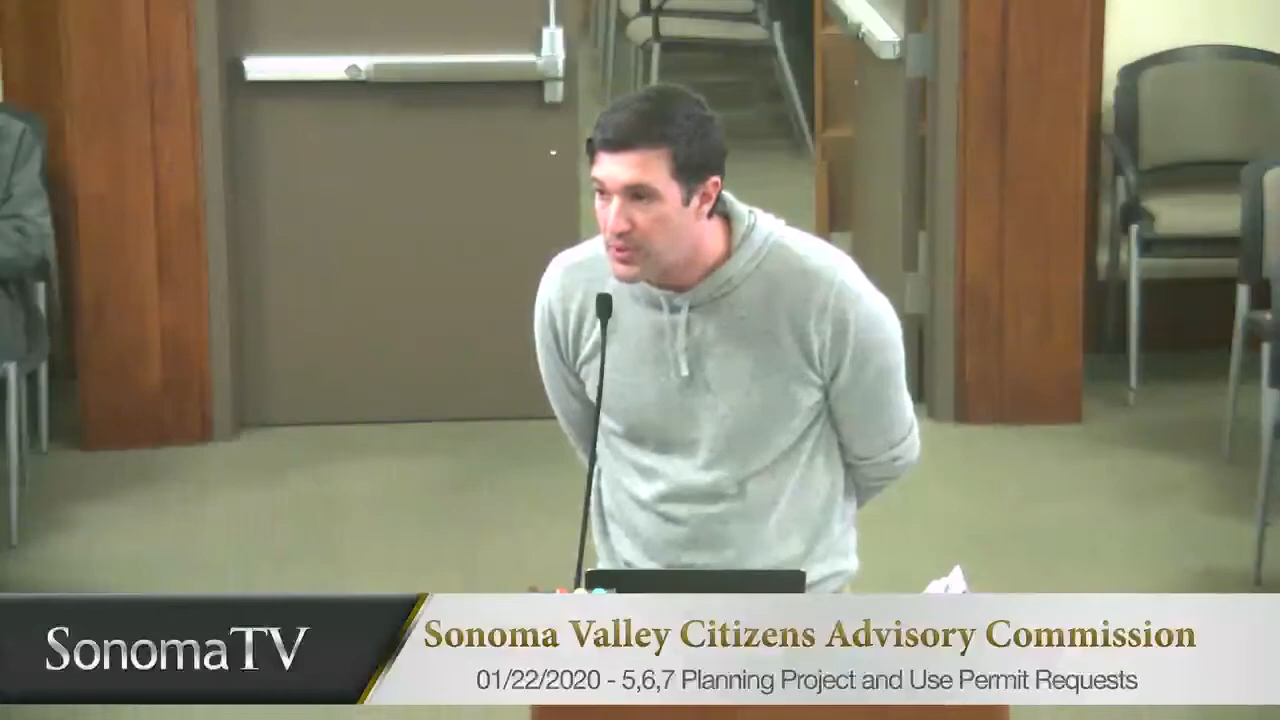 SonomaTV
Sonoma Valley Citizens Advisory Commission
01/22/2020 - 5,6,7 Planning Project and Use Permit Requests